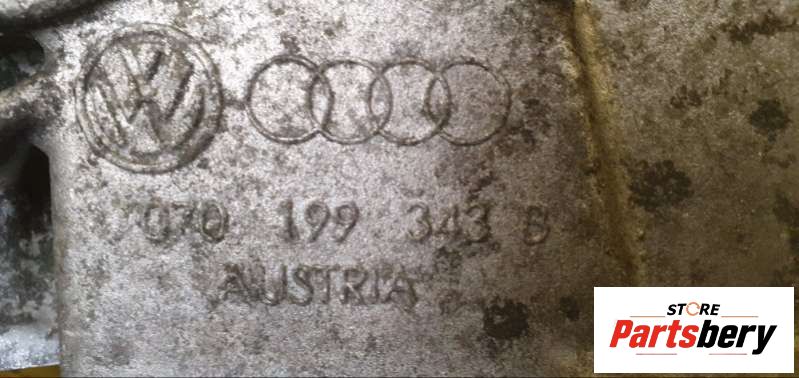 070 199 343 B
AUSTRIA
STORE
Partsbery